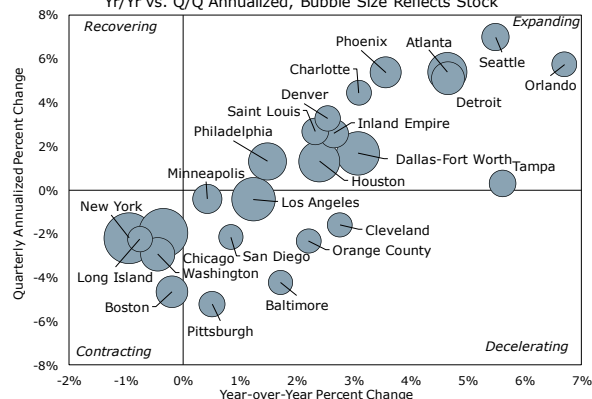 Yr/Yr vs. Q/Q Annualized, Bubble Size Reflects Stock
8%
6%
4%
2%
0%
-2%
-4%
-6%
-8%
Quarterly Annualized Percent Change
Recovering
Expanding
Phoenix
Atlanta
Seattle
Charlotte
Orlando
Denver
Detroit
Saint Louis
Inland Empire
Philadelphia
Dallas-Fort Worth
Tampa
Minneapolis
Houston
New York
Los Angeles
Cleveland
Chicago
San Diego
Orange County
Long Island
Washington
Boston
Baltimore
Pittsburgh
Contracting
Decelerating
-2%
-1%
0%
1%
2%
3%
4%
5%
6%
7%
Year-over-Year Percent Change